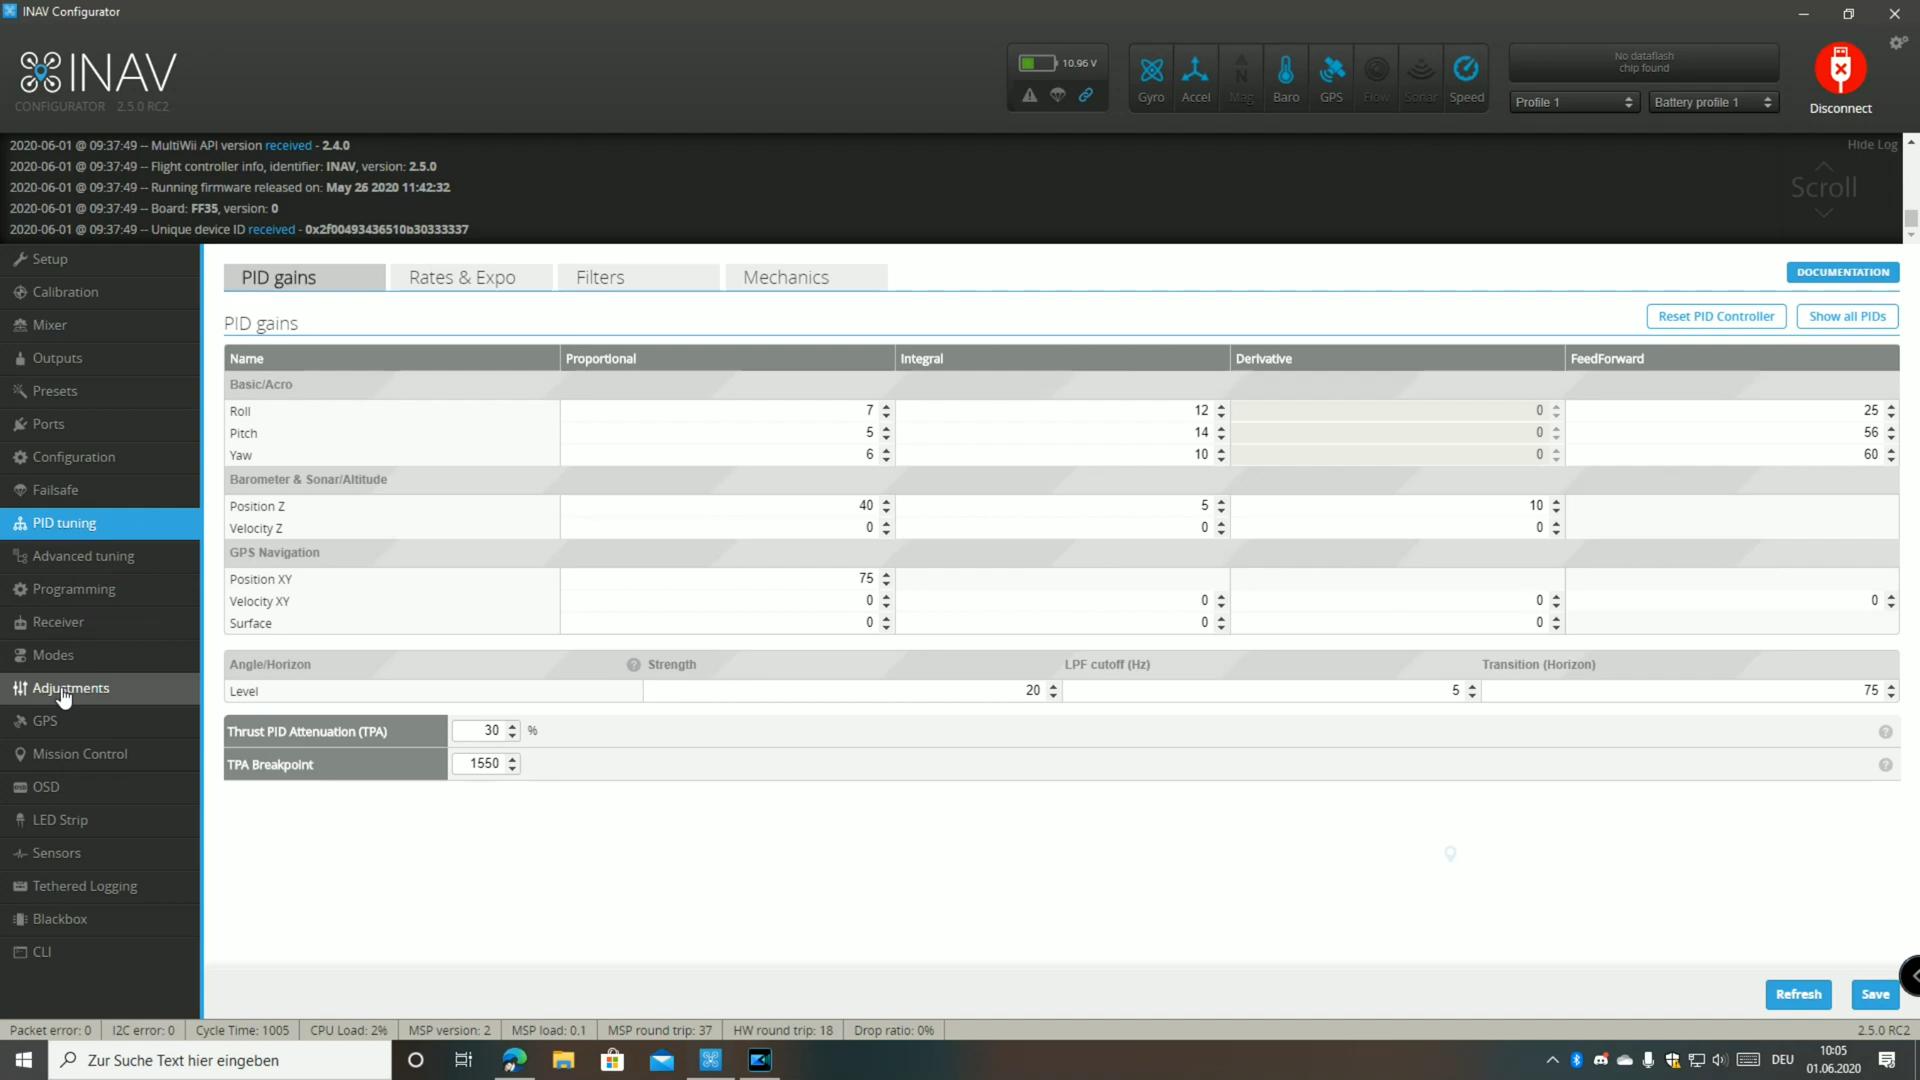 INAV Configurator
INAV
CONFIGURATOR 2.5.0 RC2
10.96 V
Gyro Accel Mag Baro GPS Flow Sonar Speed
No dataflash
chip found
Profile 1 Battery profile 1
Disconnect
2020-06-01 @ 09:37:49 -- MultiWii API version received - 2.4.0
2020-06-01 @ 09:37:49 -- Flight controller info, identifier: INAV, version: 2.5.0
2020-06-01 @ 09:37:49 -- Running firmware released on: May 26 2020 11:42:32
2020-06-01 @ 09:37:49 -- Board: FF35, version: 0
2020-06-01 @ 09:37:49 -- Unique device ID received - 0x2f00493436510b30333337
Hide Log
Scroll
Setup
Calibration
Mixer
Outputs
Presets
Ports
Configuration
Failsafe
PID tuning
Advanced tuning
Programming
Receiver
Modes
Adjustments
GPS
Mission Control
OSD
LED Strip
Sensors
Tethered Logging
Blackbox
CLI
PID gains Rates & Expo Filters Mechanics
DOCUMENTATION
PID gains
Reset PID Controller Show all PIDs
Name Proportional Integral Derivative FeedForward
Basic/Acro
Roll 7 12 0 25
Pitch 5 14 0 56
Yaw 6 10 0 60
Barometer & Sonar/Altitude
Position Z 40 5 10
Velocity Z 0 0 0
GPS Navigation
Position XY 75
Velocity XY 0 0 0 0
Surface 0 0 0
Angle/Horizon ? Strength LPF cutoff (Hz) Transition (Horizon)
Level 20 5 75
Thrust PID Attenuation (TPA) 30 % ?
TPA Breakpoint 1550 ?
Refresh Save
Packet error: 0 I2C error: 0 Cycle Time: 1005 CPU Load: 2% MSP version: 2 MSP load: 0.1 MSP round trip: 37 HW round trip: 18 Drop ratio: 0% 2.5.0 RC2
Zur Suche Text hier eingeben
DEU
10:05
01.06.2020